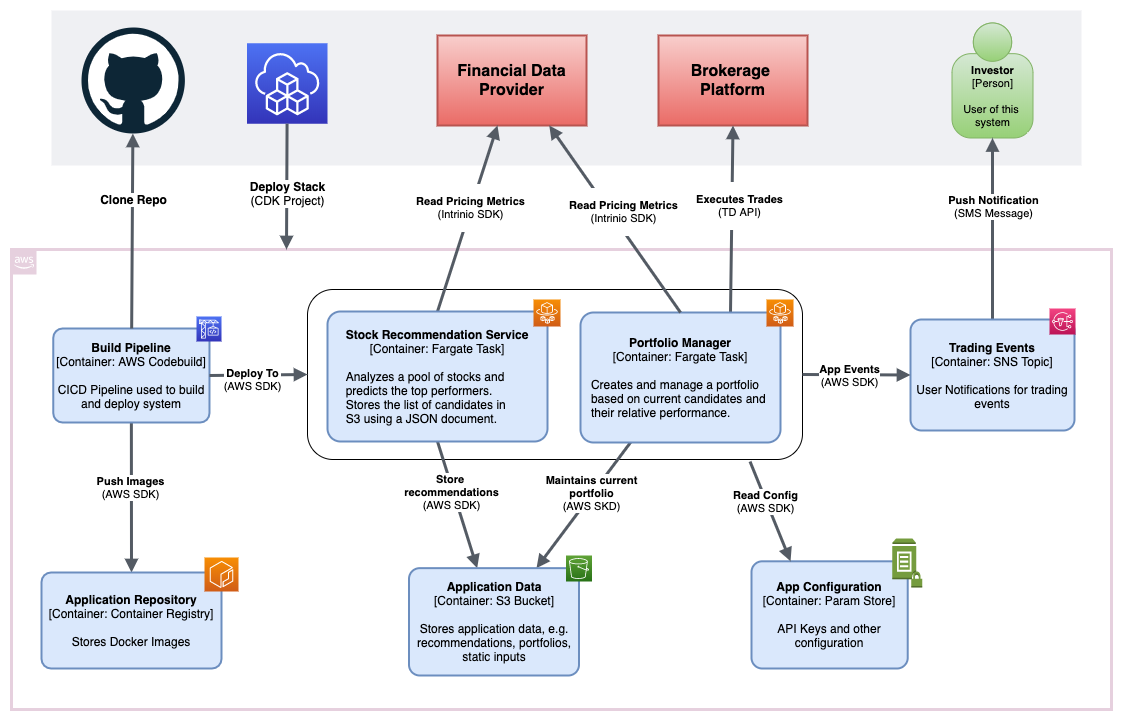 Financial Data
Provider
Brokerage
Platform
Investor
[Person]
User of this
system
Clone Repo
Deploy Stack
(CDK Project)
Read Pricing Metrics
(Intrinio SDK)
Read Pricing Metrics
(Intrinio SDK)
Executes Trades
(TD API)
Push Notification
(SMS Message)
aws
Build Pipeline
[Container: AWS Codebuild]
CICD Pipeline used to build
and deploy system
Deploy To
(AWS SDK)
Stock Recommendation Service
[Container: Fargate Task]
Analyzes a pool of stocks and
predicts the top performers.
Stores the list of candidates in
S3 using a JSON document.
Portfolio Manager
[Container: Fargate Task]
Creates and manage a portfolio
based on current candidates and
their relative performance.
App Events
(AWS SDK)
Trading Events
[Container: SNS Topic]
User Notifications for trading
events
Push Images
(AWS SDK)
Store
recommendations
(AWS SDK)
Maintains current
portfolio
(AWS SKD)
Read Config
(AWS SDK)
Application Repository
[Container: Container Registry]
Stores Docker Images
Application Data
[Container: S3 Bucket]
Stores application data, e.g.
recommendations, portfolios,
static inputs
App Configuration
[Container: Param Store]
API Keys and other
configuration